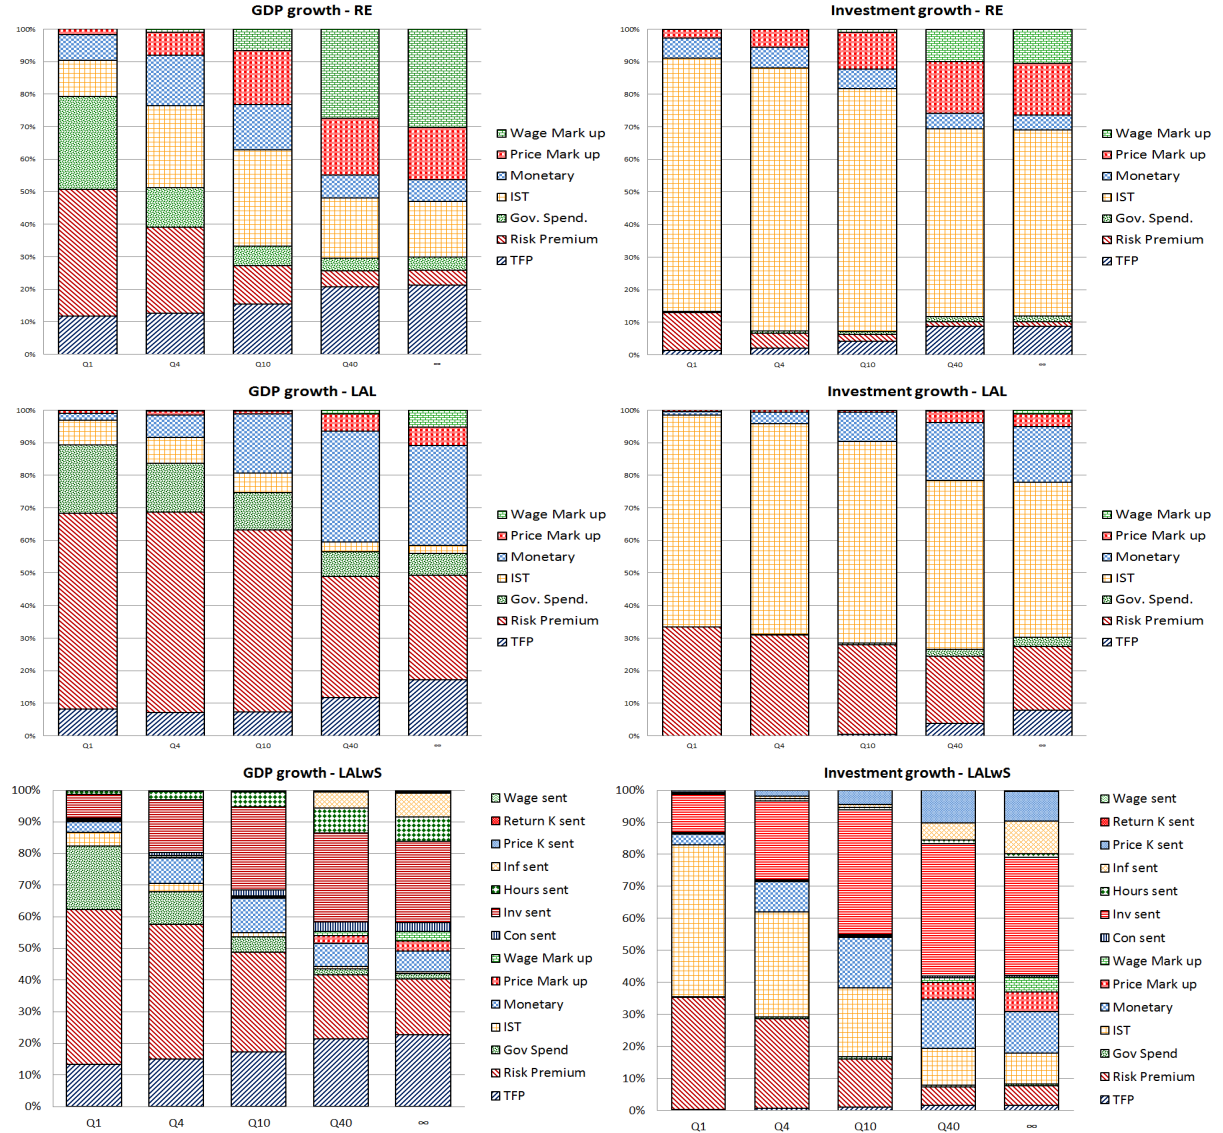 GDP growth - RE
100%
90%
80%
70%
60%
50%
40%
30%
20%
10%
0%
Q1
Q4
Q10
Q40
∞
Wage Mark up
Price Mark up
Monetary
IST
Gov. Spend.
Risk Premium
TFP
Investment growth - RE
100%
90%
80%
70%
60%
50%
40%
30%
20%
10%
0%
Q1
Q4
Q10
Q40
∞
Wage Mark up
Price Mark up
Monetary
IST
Gov. Spend.
Risk Premium
TFP
GDP growth - LAL
100%
90%
80%
70%
60%
50%
40%
30%
20%
10%
0%
Q1
Q4
Q10
Q40
∞
Wage Mark up
Price Mark up
Monetary
IST
Gov. Spend.
Risk Premium
TFP
Investment growth - LAL
100%
90%
80%
70%
60%
50%
40%
30%
20%
10%
0%
Q1
Q4
Q10
Q40
∞
Wage Mark up
Price Mark up
Monetary
IST
Gov. Spend.
Risk Premium
TFP
GDP growth - LALwS
100%
90%
80%
70%
60%
50%
40%
30%
20%
10%
0%
Q1
Q4
Q10
Q40
∞
Wage sent
Return K sent
Price K sent
Inf sent
Hours sent
Inv sent
Con sent
Wage Mark up
Price Mark up
Monetary
IST
Gov Spend
Risk Premium
TFP
Investment growth - LALwS
100%
90%
80%
70%
60%
50%
40%
30%
20%
10%
0%
Q1
Q4
Q10
Q40
∞
Wage sent
Return K sent
Price K sent
Inf sent
Hours sent
Inv sent
Con sent
Wage Mark up
Price Mark up
Monetary
IST
Gov Spend
Risk Premium
TFP